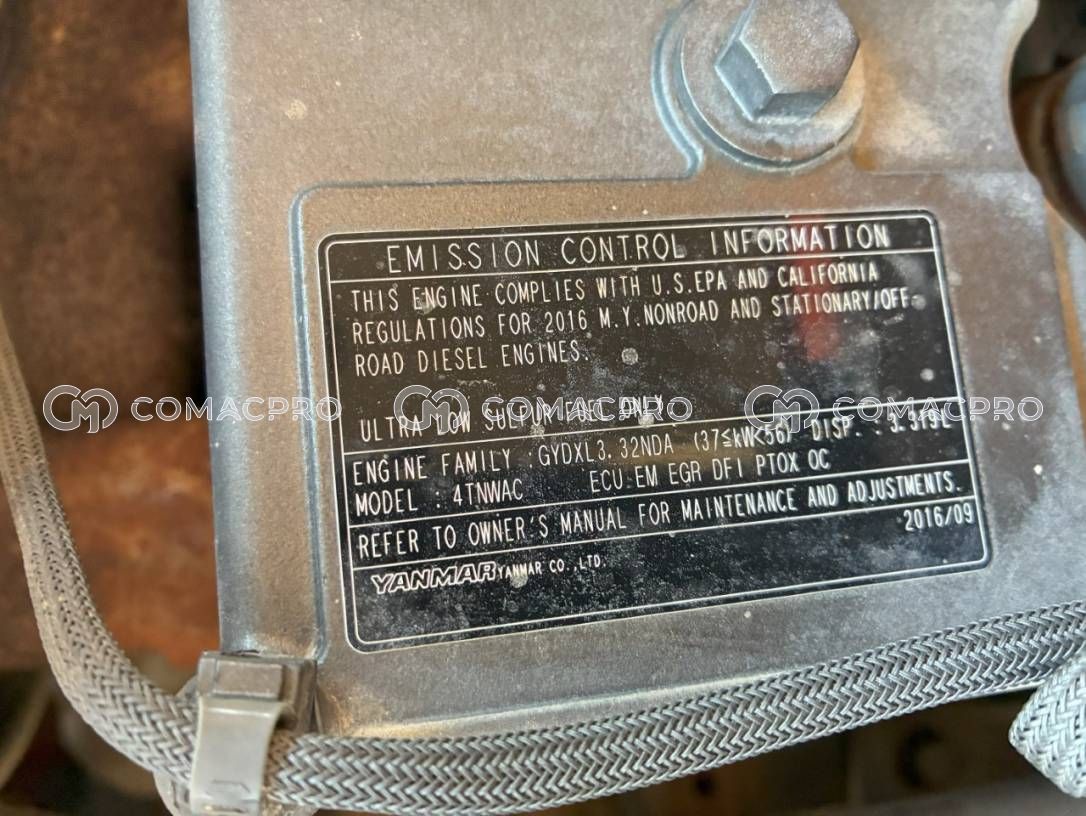 EMISSION CONTROL INFORMATION
THIS ENGINE COMPLIES WITH U.S.EPA AND CALIFORNIA
REGULATIONS FOR 2016 M.Y.NONROAD AND STATIONARY/OFF-
ROAD DIESEL ENGINES.
ULTRA LOW SULPUR FUEL ONLY
COMACPRO COMACPRO COMACPRO
ENGINE FAMILY : GYDXL3.32NDA (37≤kW<56) DISP. : 3.319L
MODEL : 4TNWAC ECU:EM EGR DFI PTOX OC
REFER TO OWNER'S MANUAL FOR MAINTENANCE AND ADJUSTMENTS.
YANMAR YANMAR CO.,LTD. 2016/09